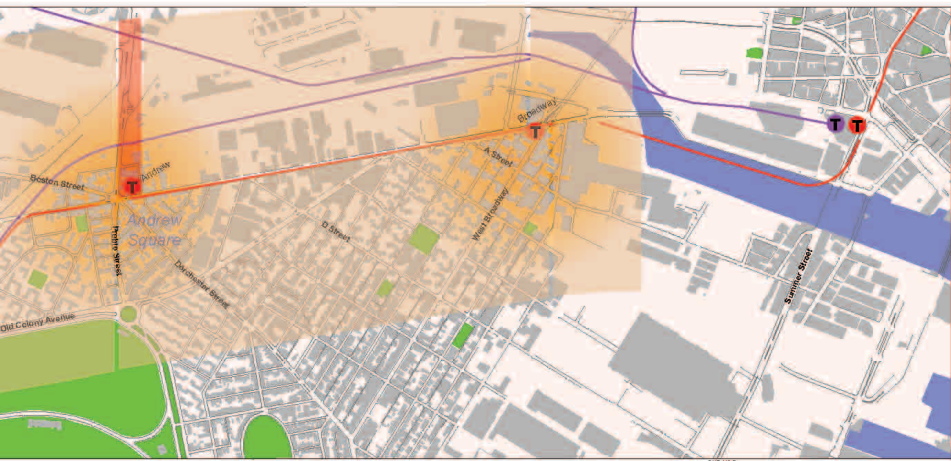 Broadway
T
T
T
A Street
Andrew
T
Boston Street
Andrew
Square
D Street
West Broadway
Preble Street
Dorchester Street
Summer Street
Old Colony Avenue